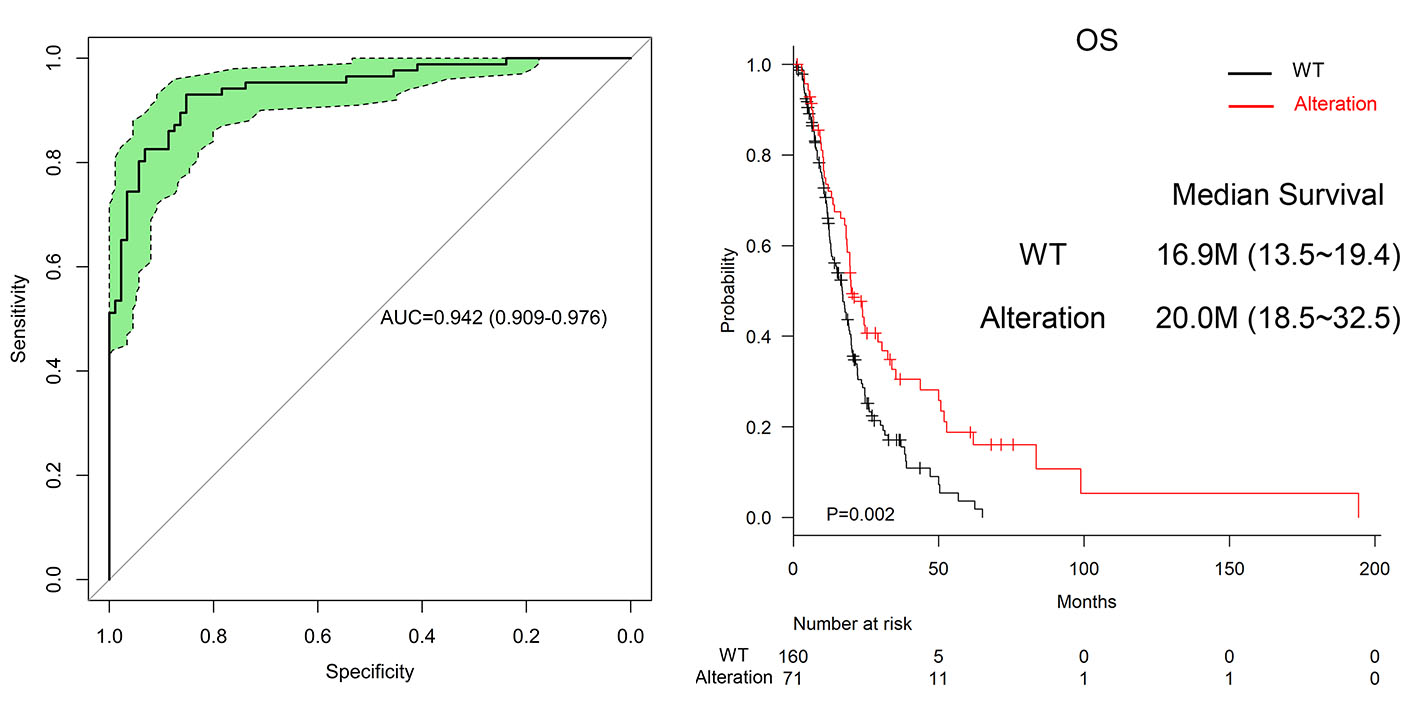 Sensitivity
1.0
0.8
0.6
0.4
0.2
0.0
AUC=0.942 (0.909-0.976)
1.0 0.8 0.6 0.4 0.2 0.0
Specificity
OS
WT
Alteration
Median Survival
WT 16.9M (13.5~19.4)
Alteration 20.0M (18.5~32.5)
Probability
1.0
0.8
0.6
0.4
0.2
0.0
P=0.002
0 50 100 150 200
Months
Number at risk
WT 160 5 0 0 0
Alteration 71 11 1 1 0